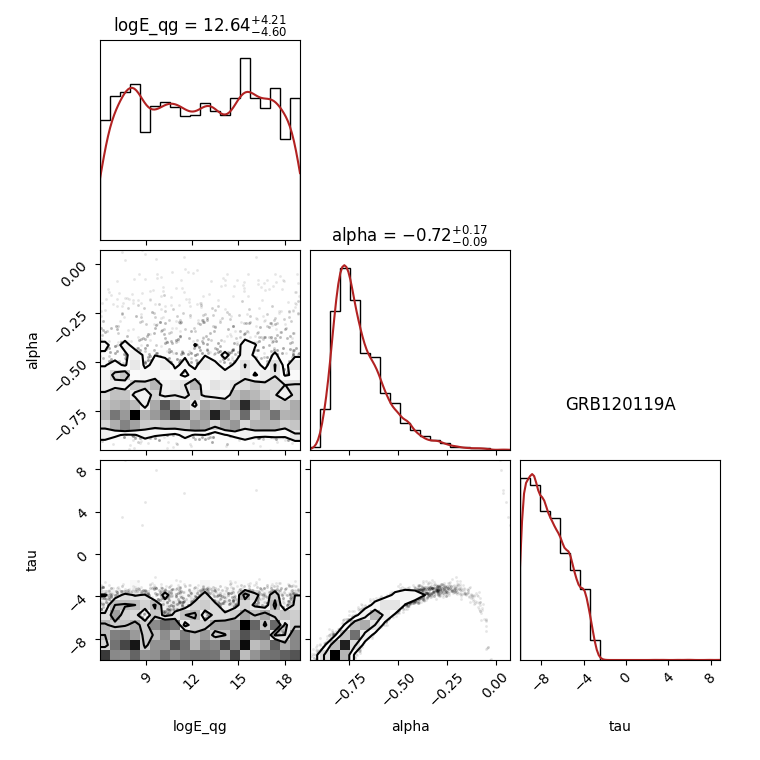 logE_qg = 12.64+4.21−4.60
alpha = −0.72+0.17−0.09
0.00
−0.25
−0.50
−0.75
alpha
GRB120119A
8
4
0
−4
−8
tau
9 12 15 18
−0.75 −0.50 −0.25 0.00
−8 −4 0 4 8
logE_qg alpha tau